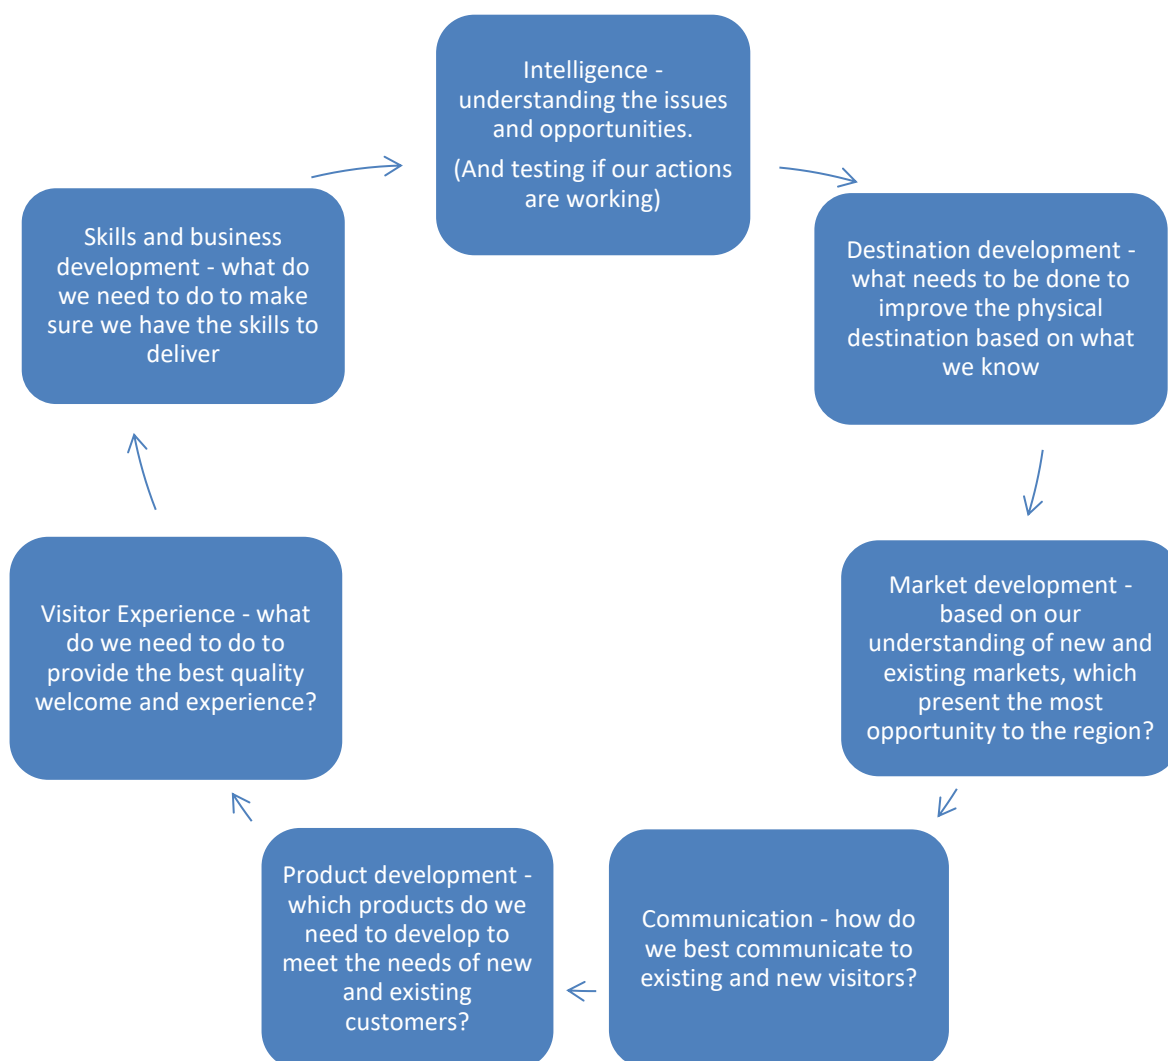 Intelligence -
understanding the issues
and opportunities.
(And testing if our actions
are working)
Destination development -
what needs to be done to
improve the physical
destination based on what
we know
Market development -
based on our
understanding of new and
existing markets, which
present the most
opportunity to the region?
Communication - how do
we best communicate to
existing and new visitors?
Product development -
which products do we
need to develop to
meet the needs of new
and existing
customers?
Visitor Experience - what
do we need to do to
provide the best quality
welcome and experience?
Skills and business
development - what do
we need to do to make
sure we have the skills to
deliver